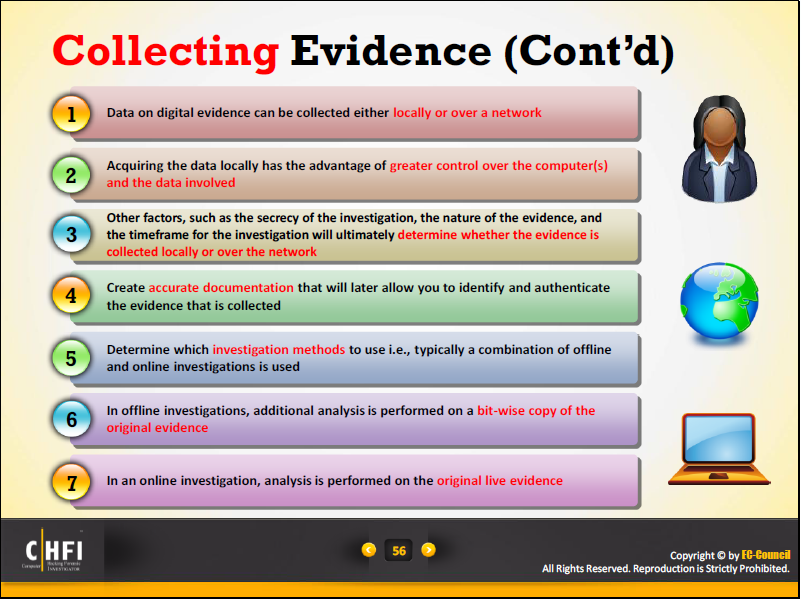 Collecting Evidence (Cont’d)
1
Data on digital evidence can be collected either locally or over a network
2
Acquiring the data locally has the advantage of greater control over the computer(s)
and the data involved
3
Other factors, such as the secrecy of the investigation, the nature of the evidence, and
the timeframe for the investigation will ultimately determine whether the evidence is
collected locally or over the network
4
Create accurate documentation that will later allow you to identify and authenticate
the evidence that is collected
5
Determine which investigation methods to use i.e., typically a combination of offline
and online investigations is used
6
In offline investigations, additional analysis is performed on a bit-wise copy of the
original evidence
7
In an online investigation, analysis is performed on the original live evidence
CHFI
Computer Hacking Forensic
INVESTIGATOR
56
Copyright © by EC-Council
All Rights Reserved. Reproduction is Strictly Prohibited.